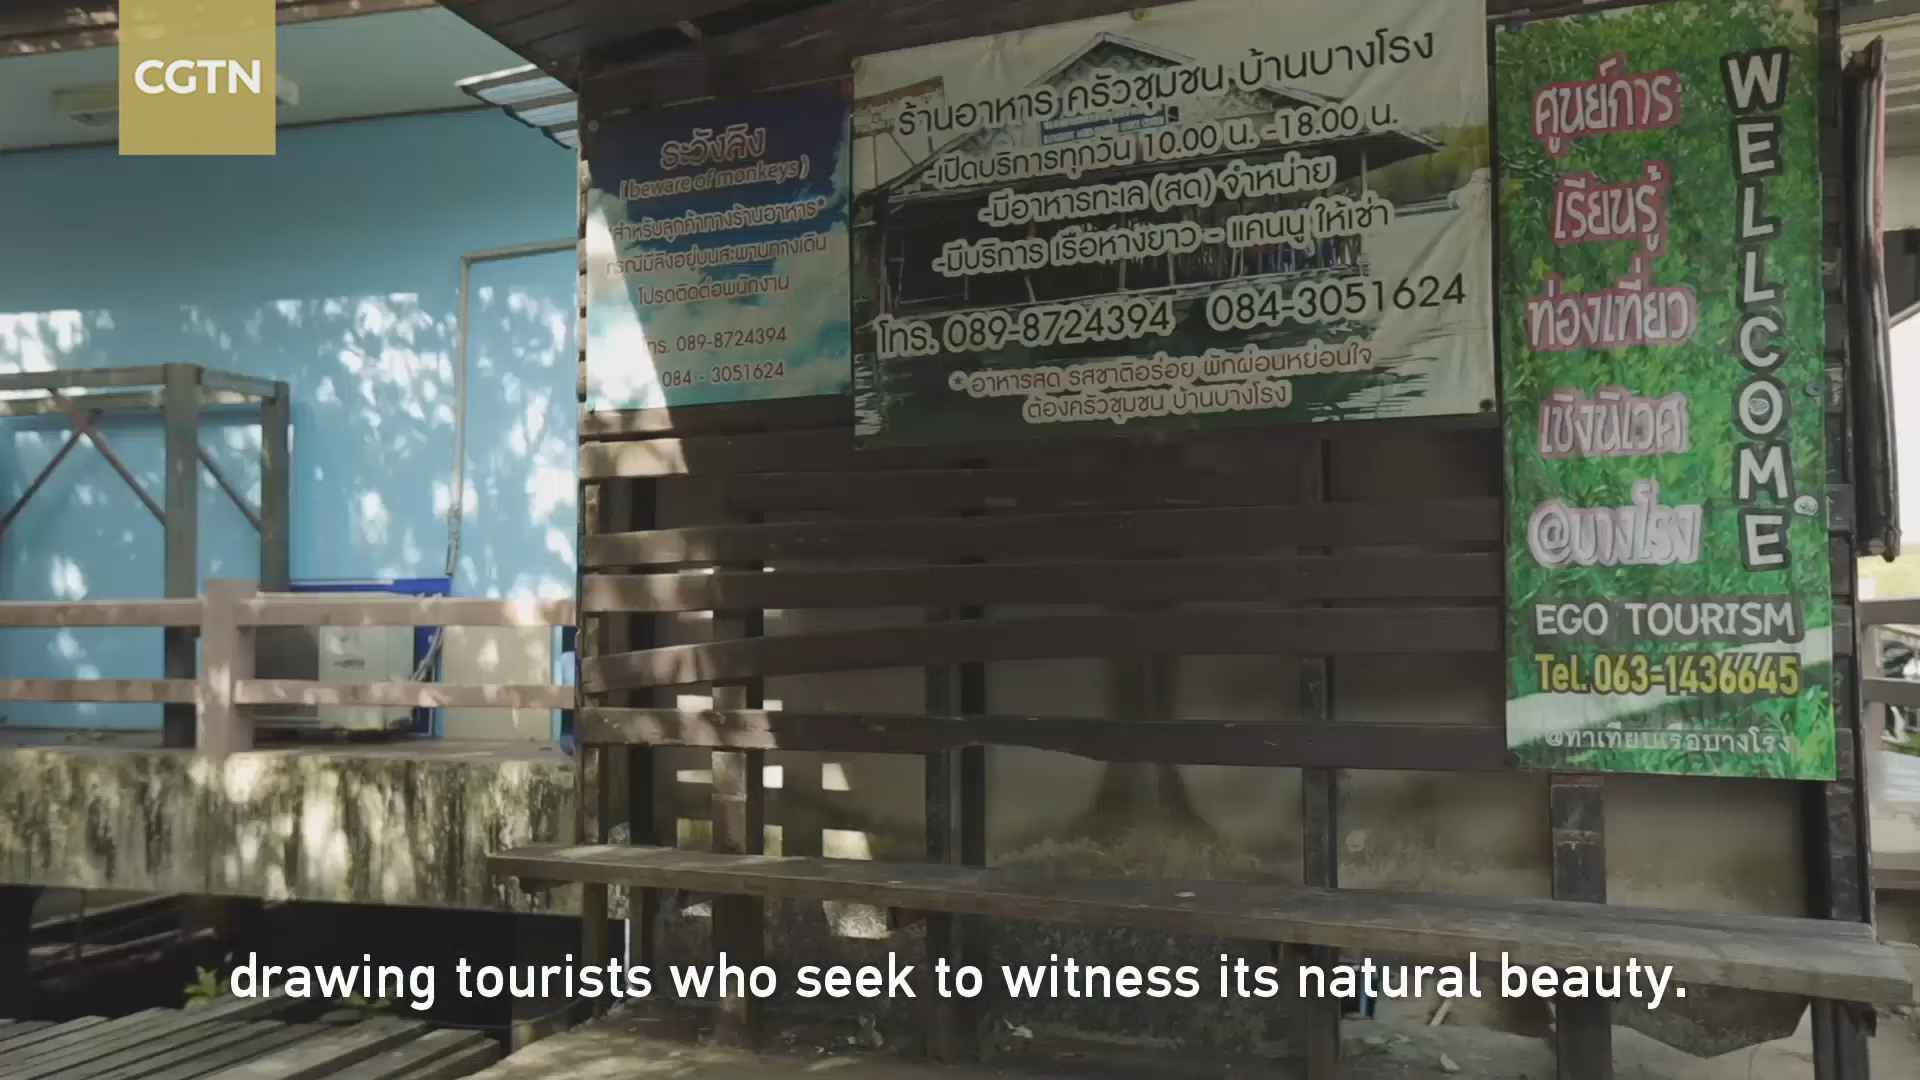 CGTN
ระวังลิง
( beware of monkeys )
*สำหรับลูกค้าทางร้านอาหาร*
กรณีมีลิงอยู่บนสะพานทางเดิน
โปรดติดต่อพนักงาน
โทร. 089-8724394
084 - 3051624
ร้านอาหาร ครัวชุมชน บ้านบางโรง
-เปิดบริการทุกวัน 10.00 น. -18.00 น.
-มีอาหารทะเล (สด) จำหน่าย
-มีบริการ เรือหางยาว - แคนนู ให้เช่า
โทร. 089-8724394 084-3051624
* อาหารสด รสชาติอร่อย พักผ่อนหย่อนใจ
ต้องครัวชุมชน บ้านบางโรง
ศูนย์การ
เรียนรู้
ท่องเที่ยว
เชิงนิเวศ
@บางโรง
WELLCOME.
EGO TOURISM
Tel. 063-1436645
@ท่าเทียบเรือบางโรง
drawing tourists who seek to witness its natural beauty.